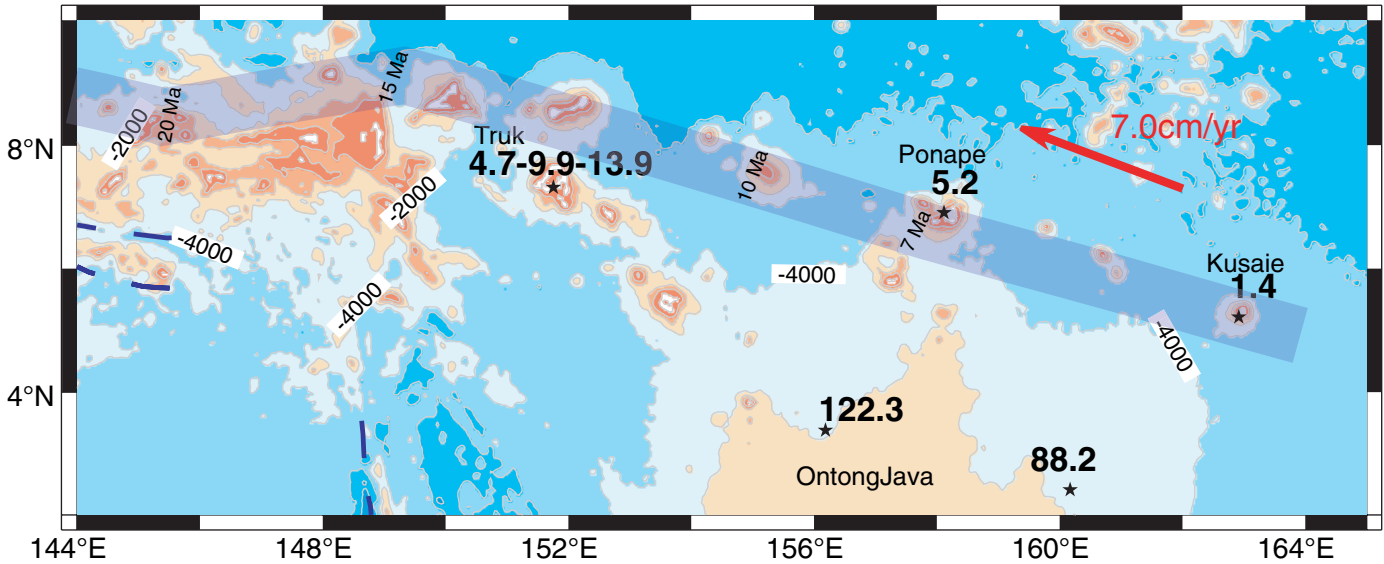 20 Ma
15 Ma
-2000
7.0cm/yr
8°N
Truk
4.7-9.9-13.9
10 Ma
Ponape
5.2
-2000
7 Ma
-4000
-4000
Kusaie
1.4
-4000
-4000
4°N
122.3
88.2
OntongJava
144°E
148°E
152°E
156°E
160°E
164°E